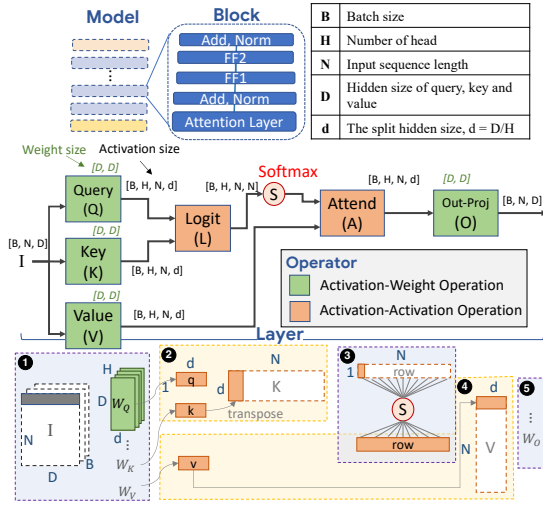 Model
Block
Add, Norm
FF2
FF1
Add, Norm
Attention Layer
B Batch size
H Number of head
N Input sequence length
D Hidden size of query, key and
value
d The split hidden size, d = D/H
Weight size
Activation size
[D, D]
[B, H, N, d]
Query
(Q)
[B, N, D]
I
[D, D]
Key
(K)
[B, H, N, d]
[D, D]
Value
(V)
[B, H, N, d]
Logit
(L)
[B, H, N, N]
Softmax
S
Attend
(A)
[B, H, N, d]
[D, D]
Out-Proj
(O)
[B, N, D]
Operator
Activation-Weight Operation
Activation-Activation Operation
Layer
1
H
D
W_Q
d
I
N
B
D
W_K
W_V
2
d
N
1
q
d
K
k
transpose
v
3
N
1
row
S
row
4
d
N
V
5
W_O